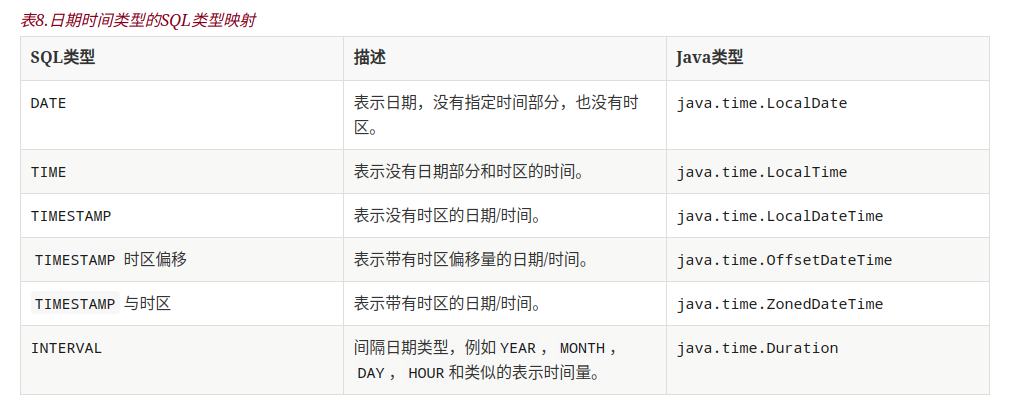 表8.日期时间类型的SQL类型映射
SQL类型 描述 Java类型
DATE 表示日期，没有指定时间部分，也没有时 java.time.LocalDate
区。
TIME 表示没有日期部分和时区的时间。 java.time.LocalTime
TIMESTAMP 表示没有时区的日期/时间。 java.time.LocalDateTime
TIMESTAMP 时区偏移 表示带有时区偏移量的日期/时间。 java.time.OffsetDateTime
TIMESTAMP 与时区 表示带有时区的日期/时间。 java.time.ZonedDateTime
INTERVAL 间隔日期类型，例如 YEAR ， MONTH ， java.time.Duration
DAY ， HOUR 和类似的表示时间量。